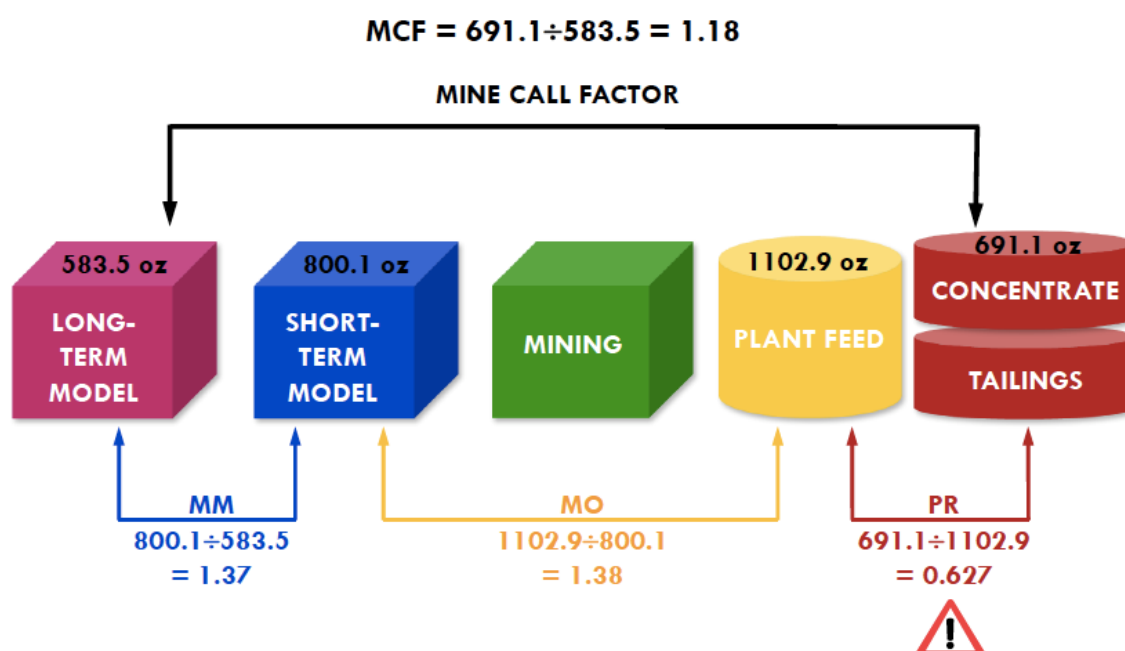 MCF = 691.1÷583.5 = 1.18
MINE CALL FACTOR
583.5 oz
LONG-
TERM
MODEL
800.1 oz
SHORT-
TERM
MODEL
MINING
1102.9 oz
PLANT FEED
691.1 oz
CONCENTRATE
TAILINGS
MM
800.1÷583.5
= 1.37
MO
1102.9÷800.1
= 1.38
PR
691.1÷1102.9
= 0.627
!